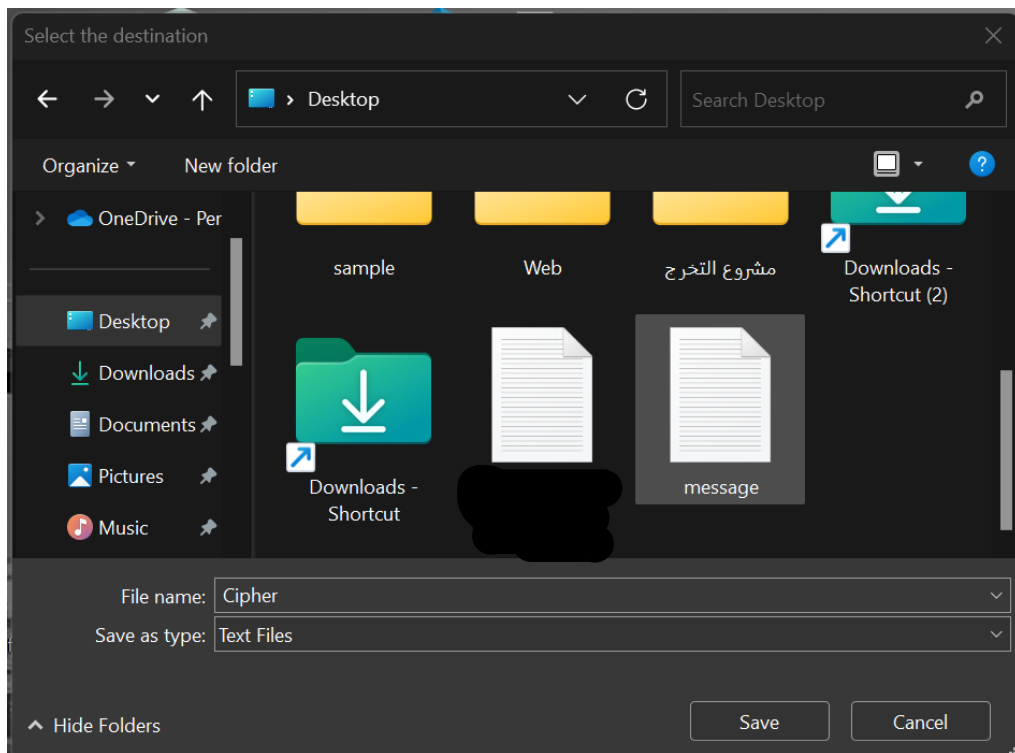 Select the destination
Desktop
Search Desktop
Organize
New folder
OneDrive - Per
sample
Web
مشروع التخرج
Downloads -
Shortcut (2)
Desktop
Downloads
Documents
Pictures
Music
Downloads -
Shortcut
message
File name: Cipher
Save as type: Text Files
Hide Folders
Save
Cancel